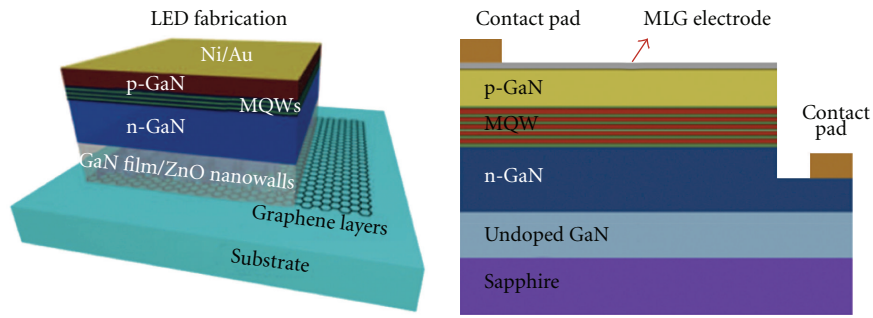 LED fabrication
Ni/Au
p-GaN
MQWs
n-GaN
GaN film/ZnO nanowalls
Graphene layers
Substrate
Contact pad
MLG electrode
p-GaN
MQW
Contact
pad
n-GaN
Undoped GaN
Sapphire